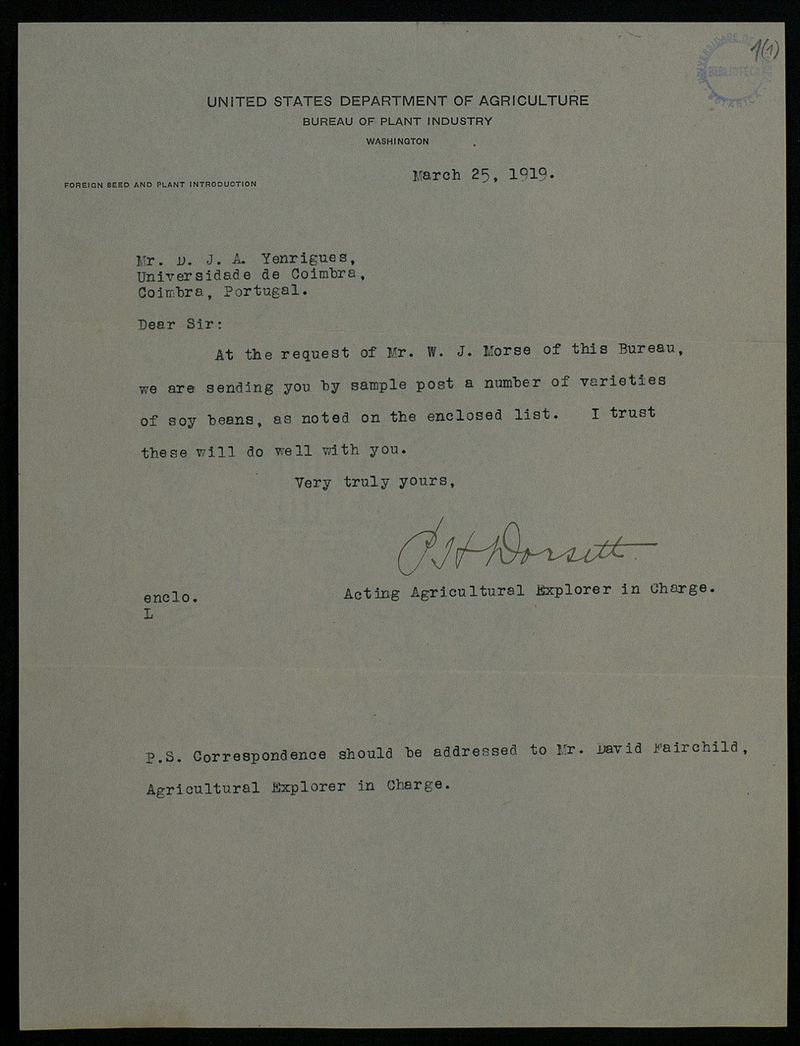 1(1)
BIBLIOTECA
UNITED STATES DEPARTMENT OF AGRICULTURE
BUREAU OF PLANT INDUSTRY
WASHINGTON
FOREIGN SEED AND PLANT INTRODUCTION
March 25, 1919.
Mr. D. J. A. Yenrigues,
Universidade de Coimbra,
Coimbra, Portugal.
Dear Sir:
At the request of Mr. W. J. Morse of this Bureau,
we are sending you by sample post a number of varieties
of soy beans, as noted on the enclosed list. I trust
these will do well with you.
Very truly yours,
P H Dorsett
Acting Agricultural Explorer in Charge.
enclo.
L
P.S. Correspondence should be addressed to Mr. David Fairchild,
Agricultural Explorer in Charge.